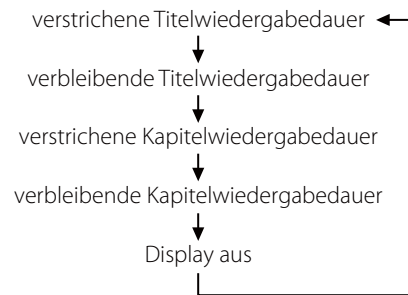 verstrichene Titelwiedergabedauer
verbleibende Titelwiedergabedauer
verstrichene Kapitelwiedergabedauer
verbleibende Kapitelwiedergabedauer
Display aus